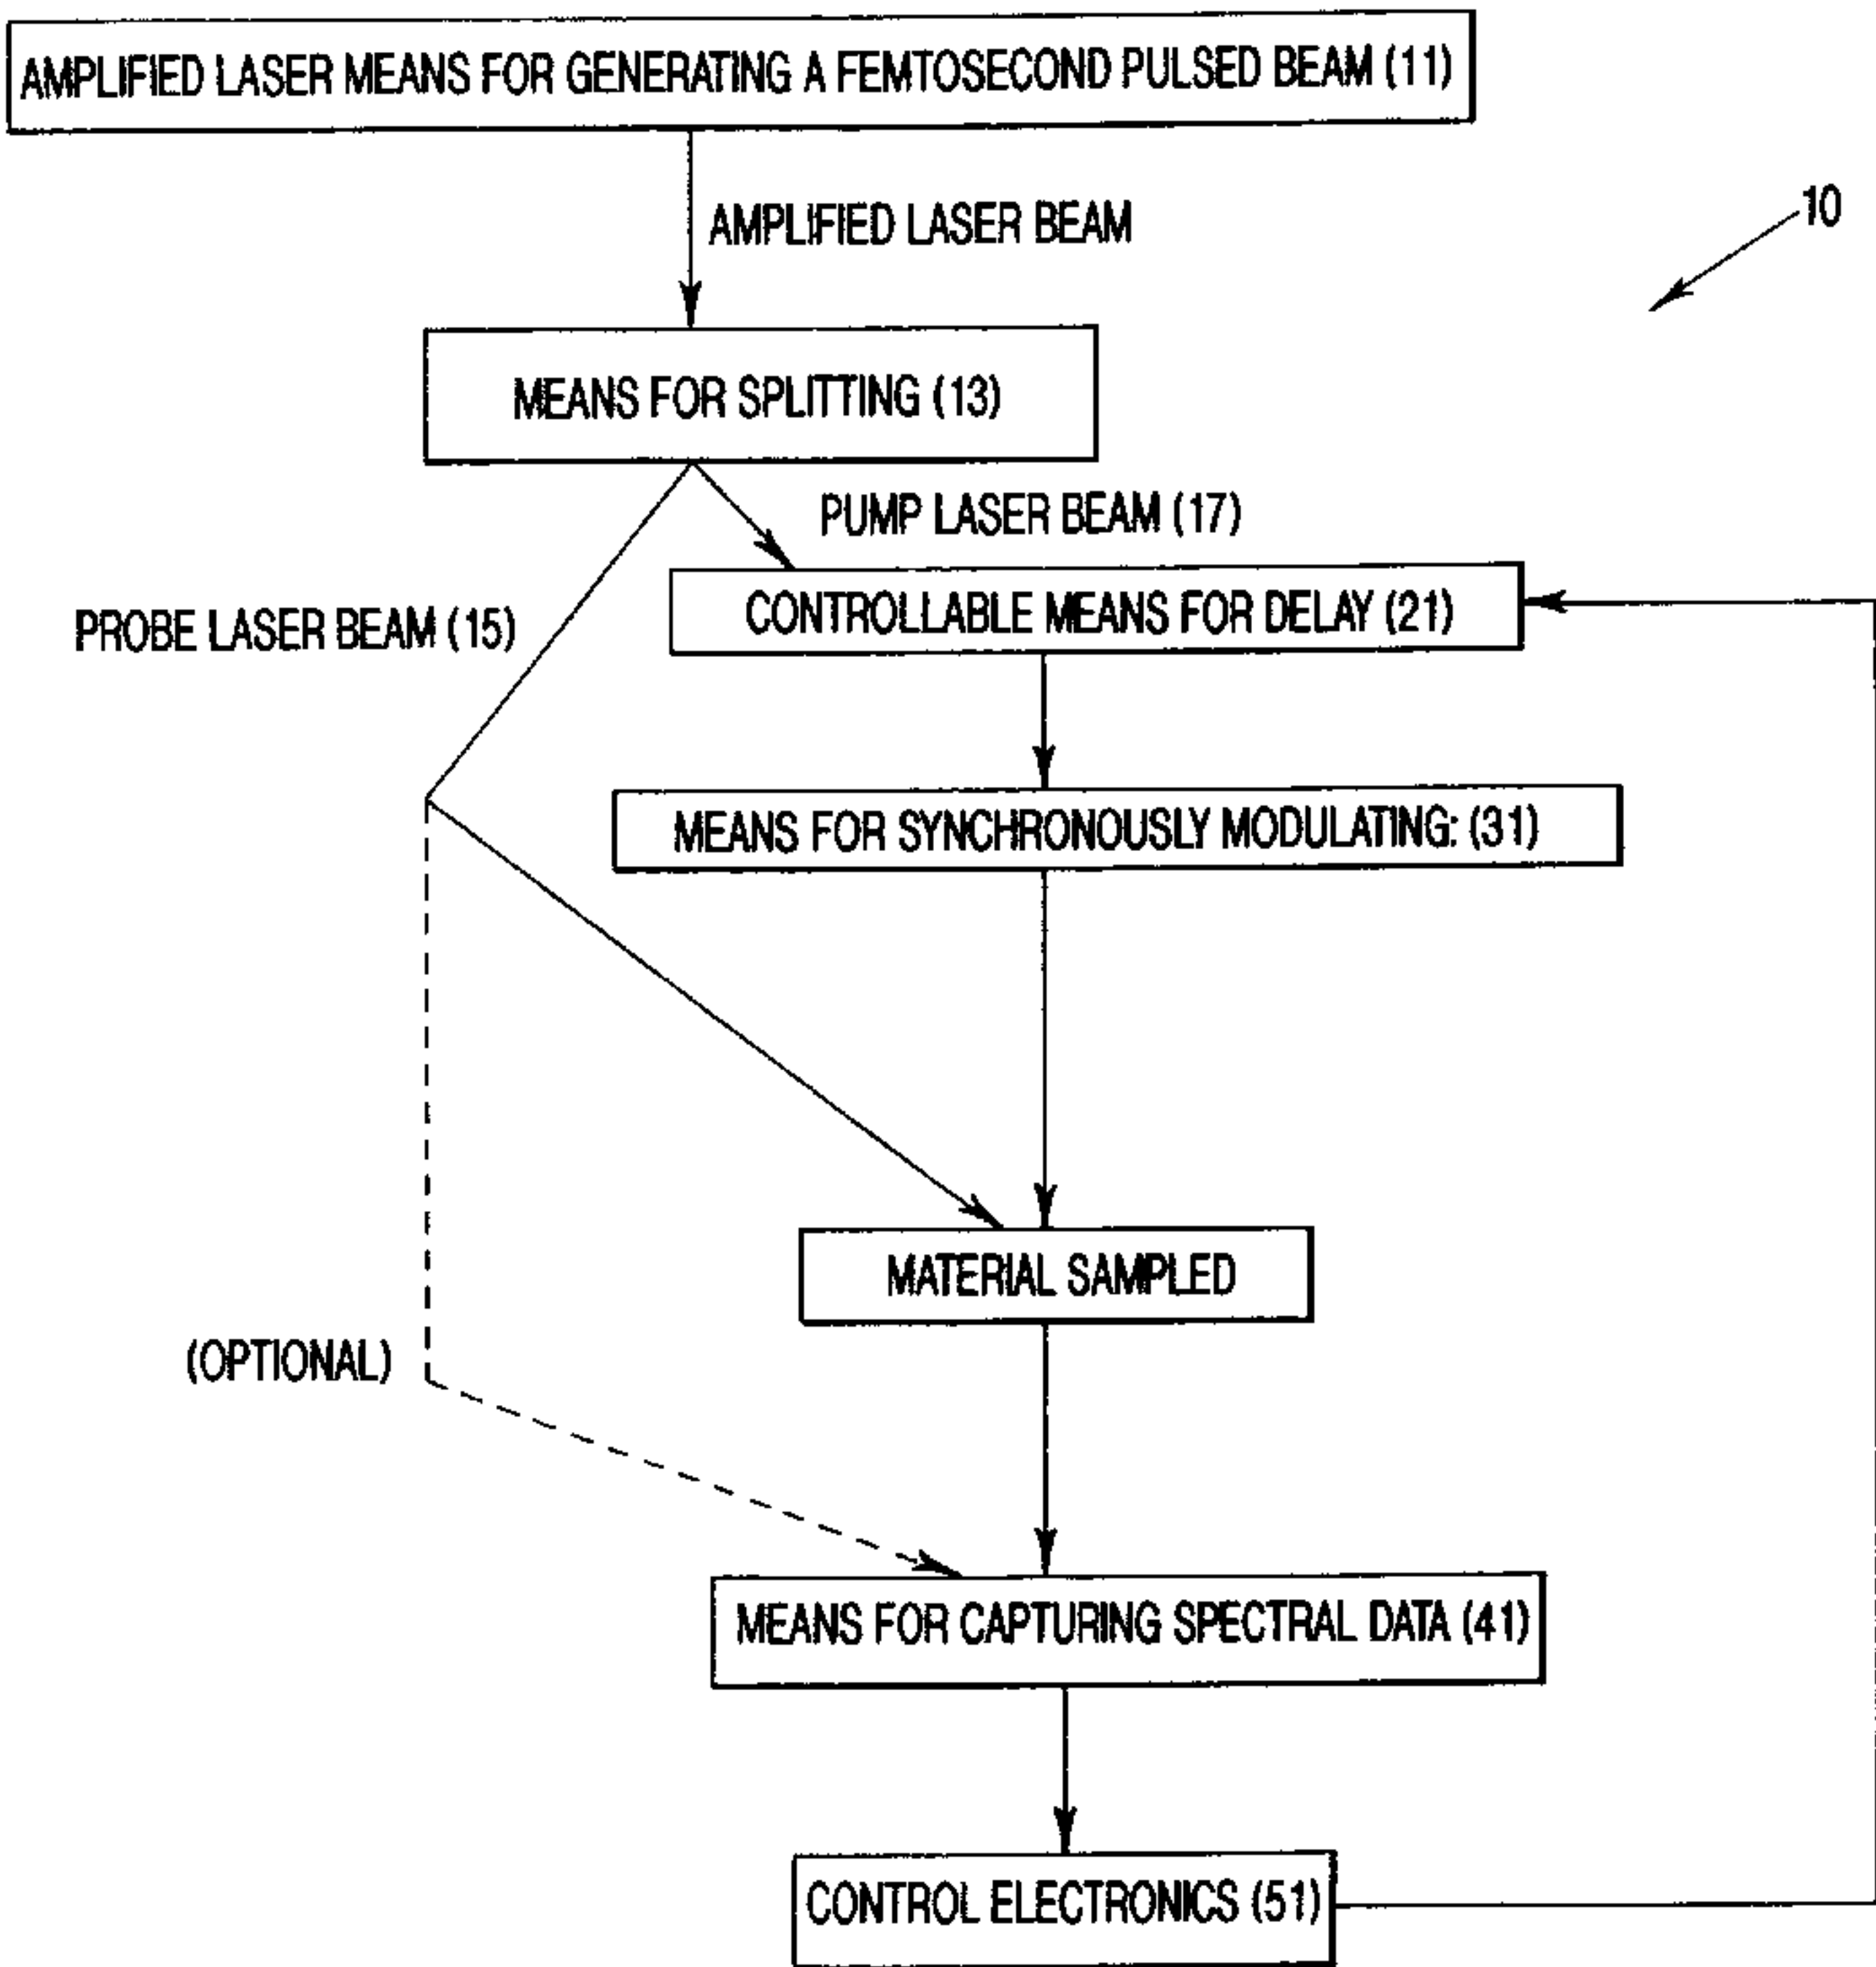 AMPLIFIED LASER MEANS FOR GENERATING A FEMTOSECOND PULSED BEAM (11)
AMPLIFIED LASER BEAM
10
MEANS FOR SPLITTING (13)
PUMP LASER BEAM (17)
PROBE LASER BEAM (15)
CONTROLLABLE MEANS FOR DELAY (21)
MEANS FOR SYNCHRONOUSLY MODULATING: (31)
MATERIAL SAMPLED
(OPTIONAL)
MEANS FOR CAPTURING SPECTRAL DATA (41)
CONTROL ELECTRONICS (51)